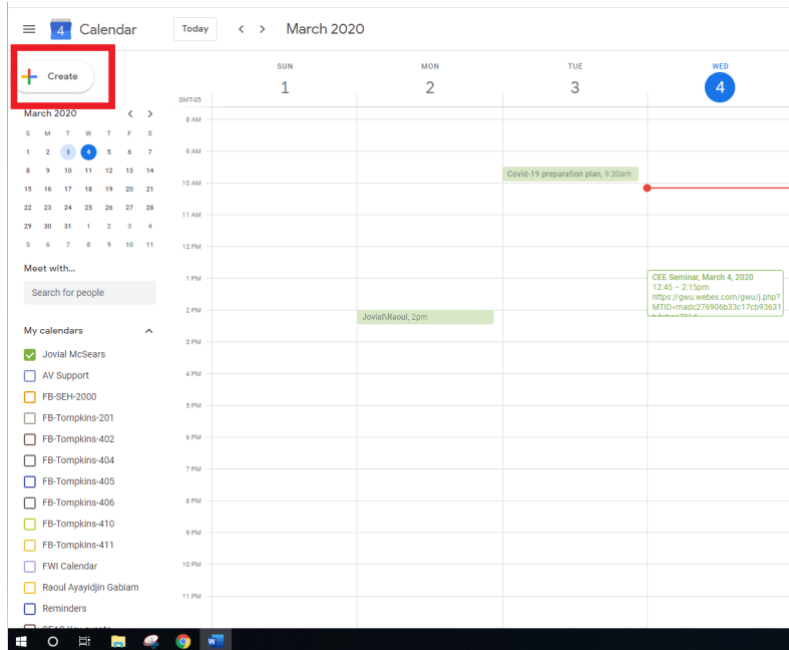 4 Calendar Today < > March 2020
Create
SUN MON TUE WED
1 2 3 4
GMT-05
March 2020 < >
S M T W T F S
1 2 3 4 5 6 7
8 9 10 11 12 13 14
15 16 17 18 19 20 21
22 23 24 25 26 27 28
29 30 31 1 2 3 4
5 6 7 8 9 10 11
Meet with...
Search for people
My calendars
Jovial McSears
AV Support
FB-SEH-2000
FB-Tompkins-201
FB-Tompkins-402
FB-Tompkins-404
FB-Tompkins-405
FB-Tompkins-406
FB-Tompkins-410
FB-Tompkins-411
FWI Calendar
Raoul Ayayidjin Gabiam
Reminders
8 AM
9 AM
Covid-19 preparation plan, 9:30am
10 AM
11 AM
12 PM
1 PM
CEE Seminar, March 4, 2020
12:45 – 2:15pm
https://gwu.webex.com/gwu/j.php?
MTID=madc276906b33c17cb93631
2 PM
Jovial\Raoul, 2pm
3 PM
4 PM
5 PM
6 PM
7 PM
8 PM
9 PM
10 PM
11 PM